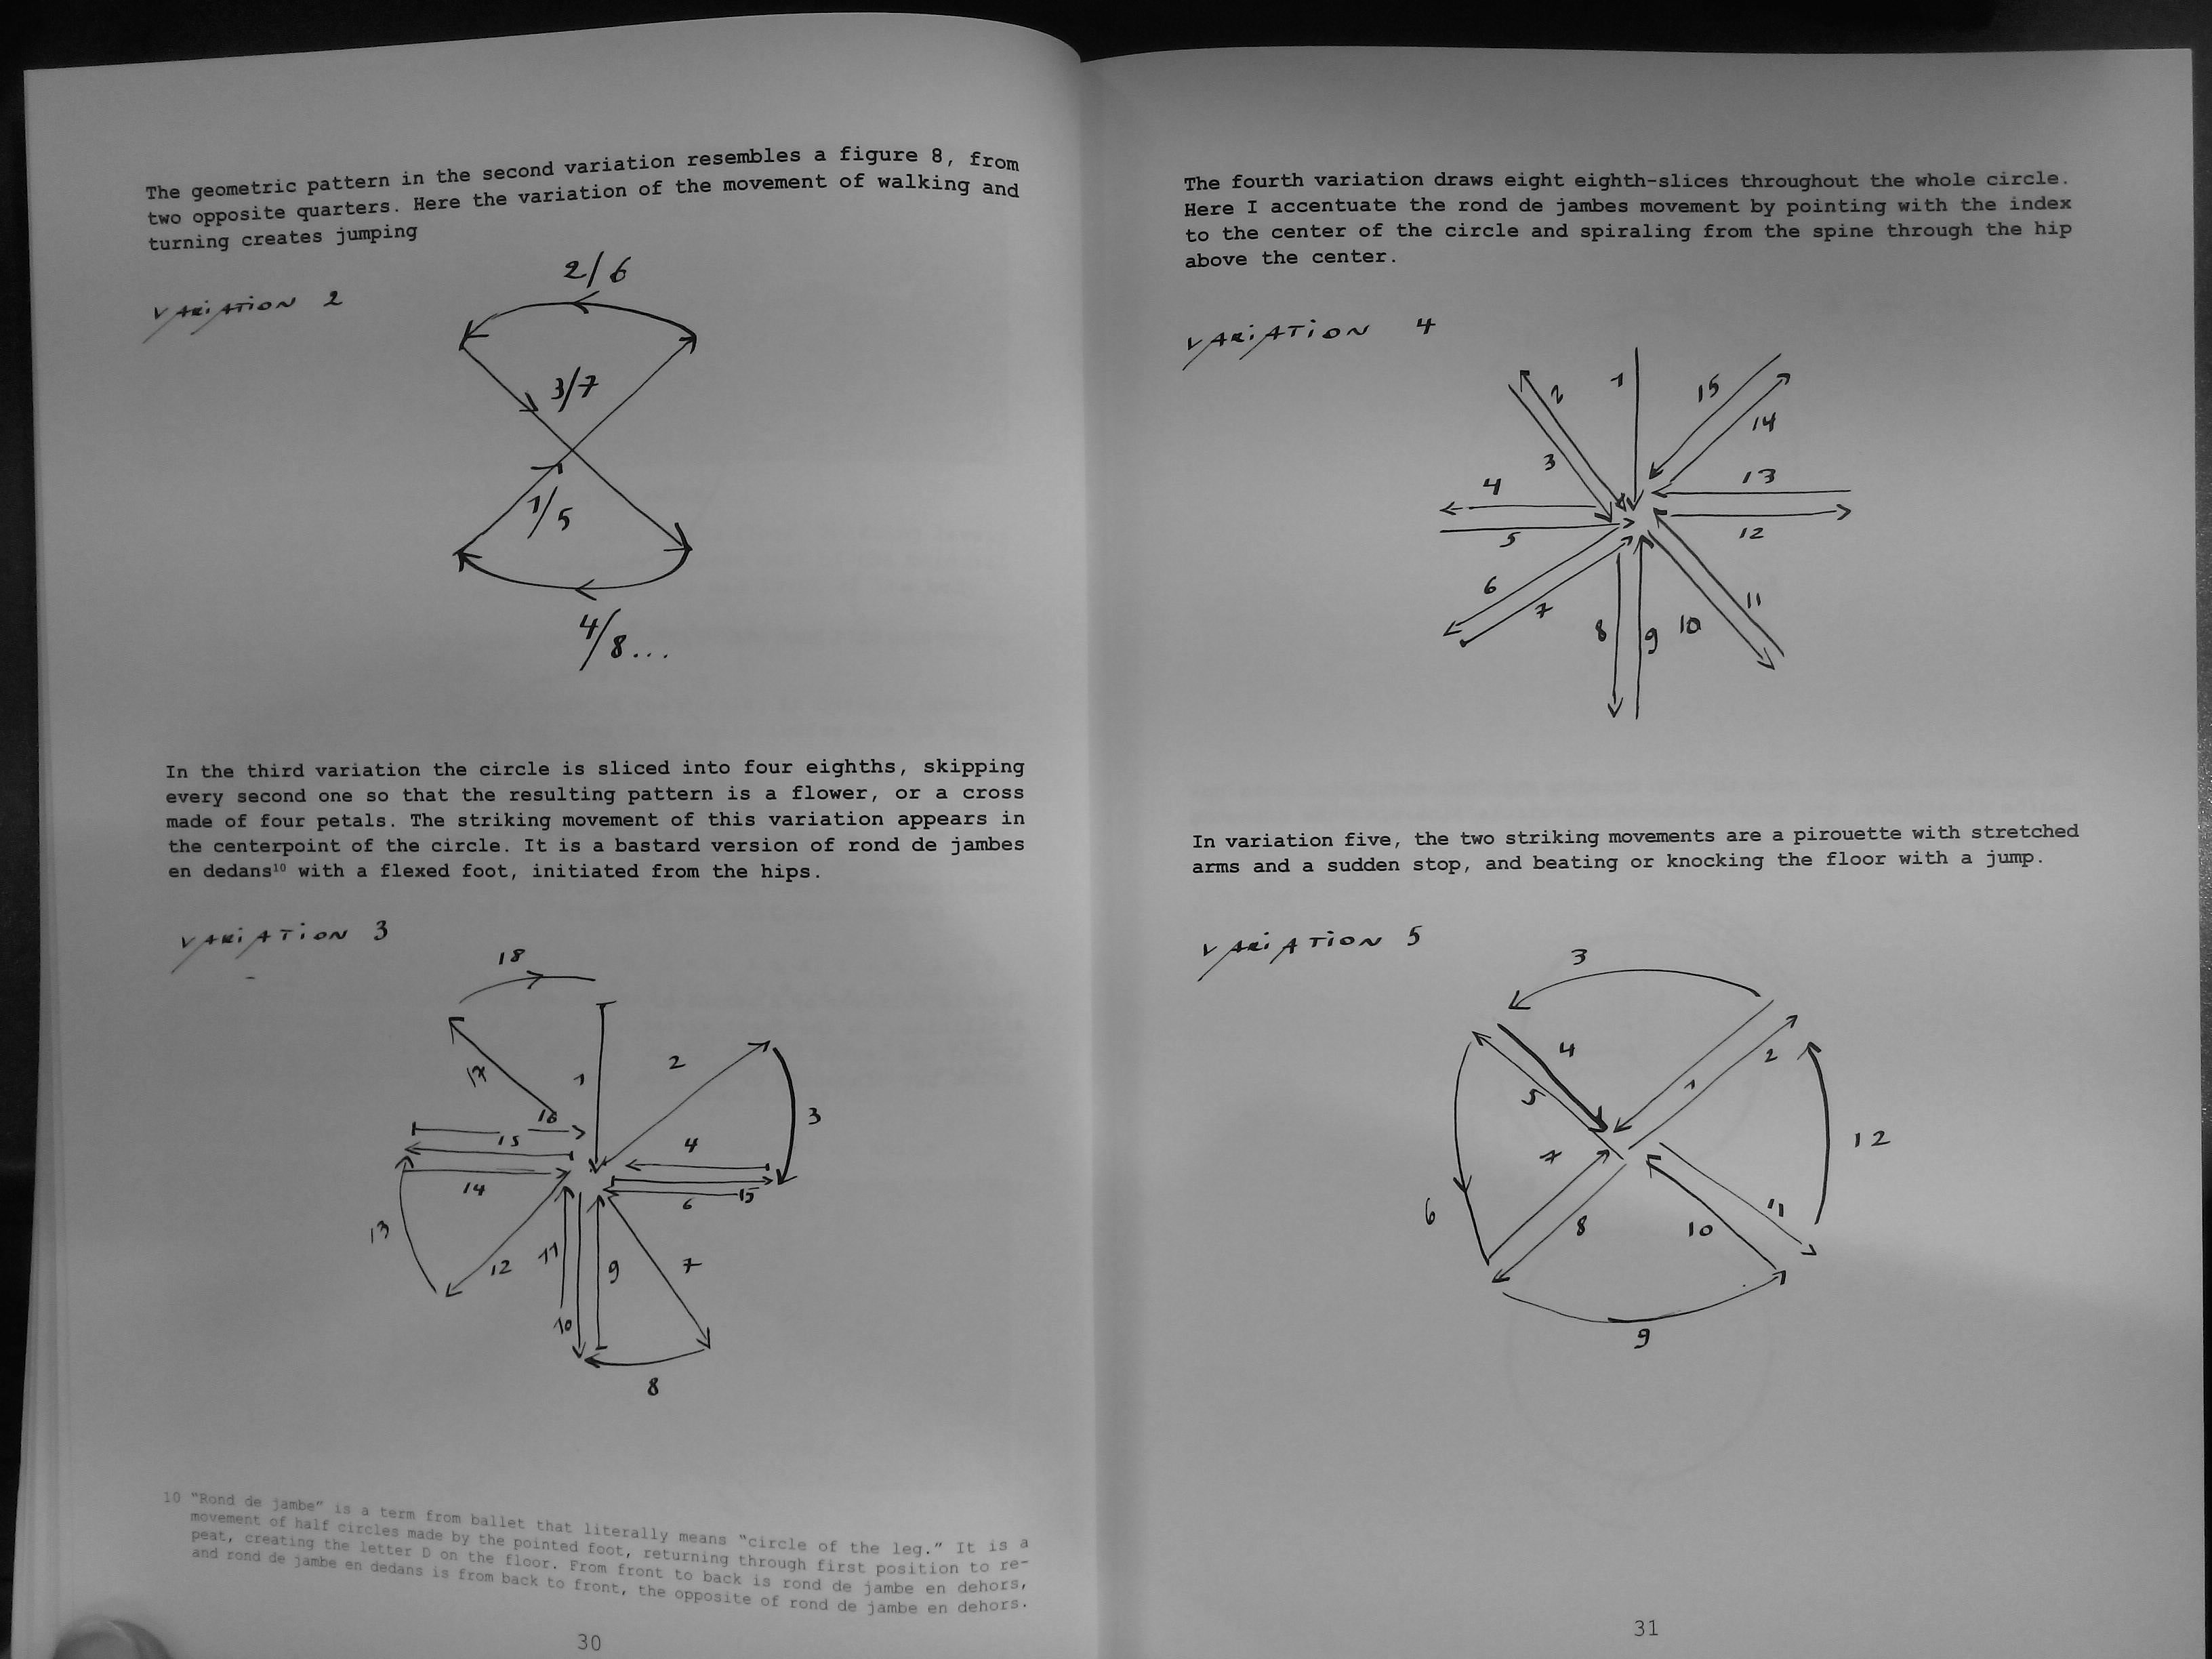 The geometric pattern in the second variation resembles a figure 8, from
two opposite quarters. Here the variation of the movement of walking and
turning creates jumping
VARiATiON 2
2/6
3/7
1/5
4/8...
In the third variation the circle is sliced into four eighths, skipping
every second one so that the resulting pattern is a flower, or a cross
made of four petals. The striking movement of this variation appears in
the centerpoint of the circle. It is a bastard version of rond de jambes
en dedans¹⁰ with a flexed foot, initiated from the hips.
VARiATiON 3
18
2
17
1
3
16
15
4
14
6
15
13
12
11
9
7
10
8
10 "Rond de jambe" is a term from ballet that literally means "circle of the leg." It is a
movement of half circles made by the pointed foot, returning through first position to re-
peat, creating the letter D on the floor. From front to back is rond de jambe en dehors,
and rond de jambe en dedans is from back to front, the opposite of rond de jambe en dehors.
30
The fourth variation draws eight eighth-slices throughout the whole circle.
Here I accentuate the rond de jambes movement by pointing with the index
to the center of the circle and spiraling from the spine through the hip
above the center.
VARiATiON 4
1
15
2
14
3
13
4
5
12
6
7
11
8
9
10
In variation five, the two striking movements are a pirouette with stretched
arms and a sudden stop, and beating or knocking the floor with a jump.
VARiATiON 5
3
4
2
1
5
12
7
6
11
8
10
9
31